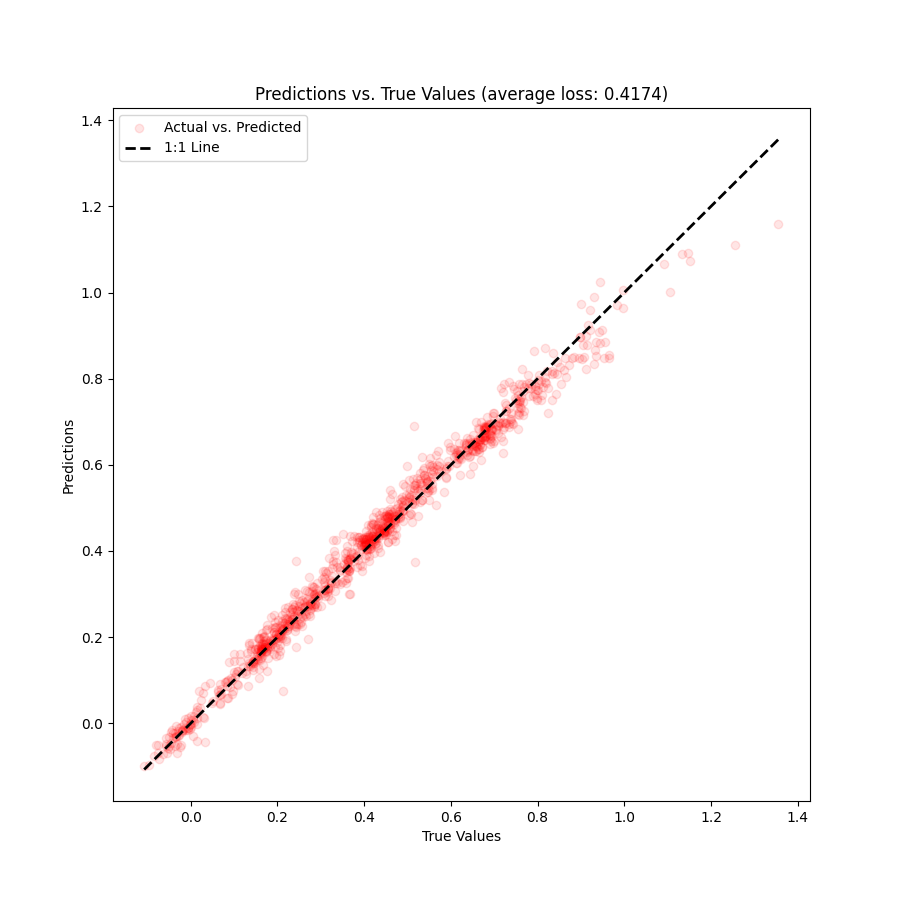 Predictions vs. True Values (average loss: 0.4174)
Actual vs. Predicted
1:1 Line
1.4
1.2
1.0
0.8
0.6
0.4
0.2
0.0
Predictions
0.0 0.2 0.4 0.6 0.8 1.0 1.2 1.4
True Values